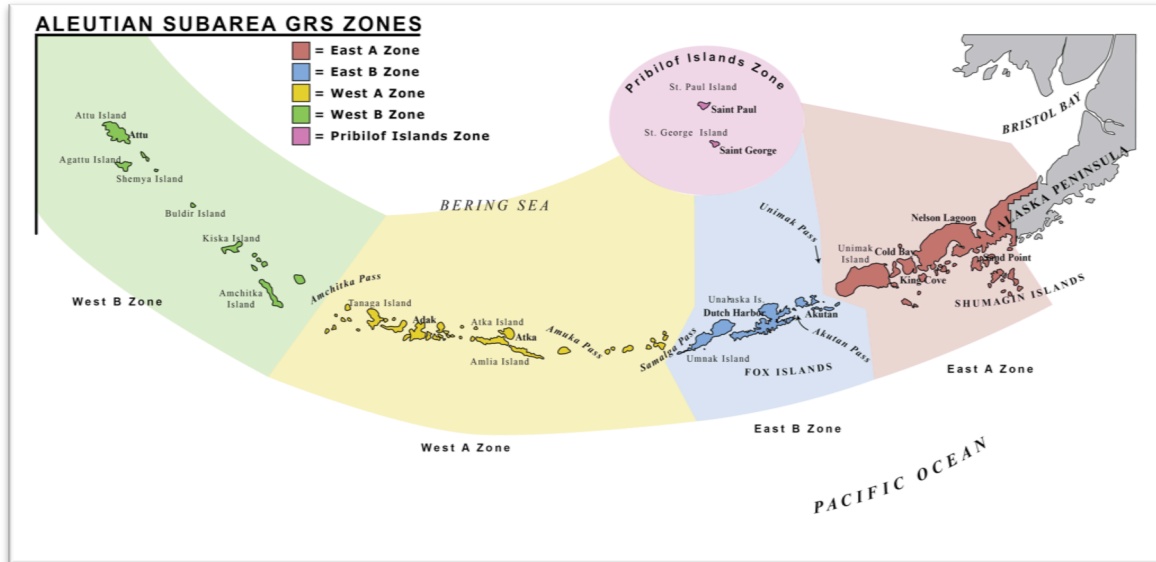 ALEUTIAN SUBAREA GRS ZONES
= East A Zone
= East B Zone
= West A Zone
= West B Zone
= Pribilof Islands Zone
Pribilof Islands Zone
St. Paul Island
Saint Paul
St. George Island
Saint George
BRISTOL BAY
ALASKA PENINSULA
Attu Island
Attu
Agattu Island
Shemya Island
Buldir Island
Kiska Island
Amchitka
Island
West B Zone
BERING SEA
Amchitka Pass
Tanaga Island
Adak
Atka Island
Atka
Amlia Island
Amuka Pass
Samalga Pass
West A Zone
Unimak Pass
Unalaska Is.
Dutch Harbor
Akutan
Akutan Pass
Umnak Island
FOX ISLANDS
East B Zone
Nelson Lagoon
Unimak
Island
Cold Bay
King Cove
Sand Point
SHUMAGIN ISLANDS
East A Zone
PACIFIC OCEAN